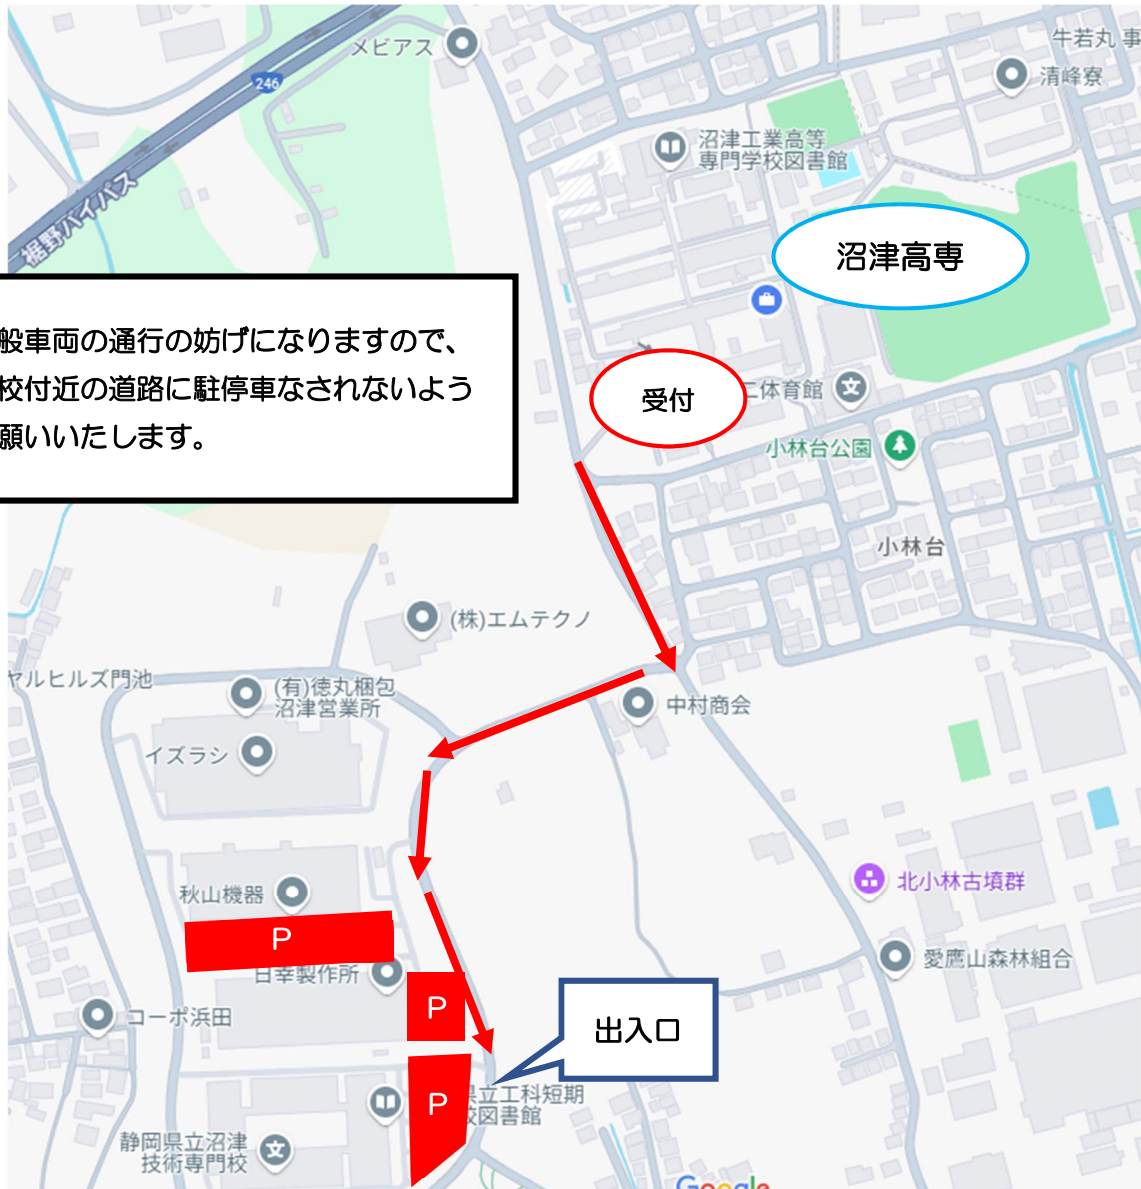 メビアス
牛若丸 事
清峰寮
246
沼津工業高等
専門学校図書館
裾野バイパス
沼津高専
般車両の通行の妨げになりますので、
校付近の道路に駐停車なされないよう
願いいたします。
受付
二体育館
小林台公園
小林台
(株)エムテクノ
ヤルヒルズ門池
(有)徳丸梱包
沼津営業所
中村商会
イズラシ
秋山機器
北小林古墳群
P
日幸製作所
愛鷹山森林組合
P
コーポ浜田
出入口
P
県立工科短期
校図書館
静岡県立沼津
技術専門校
Google